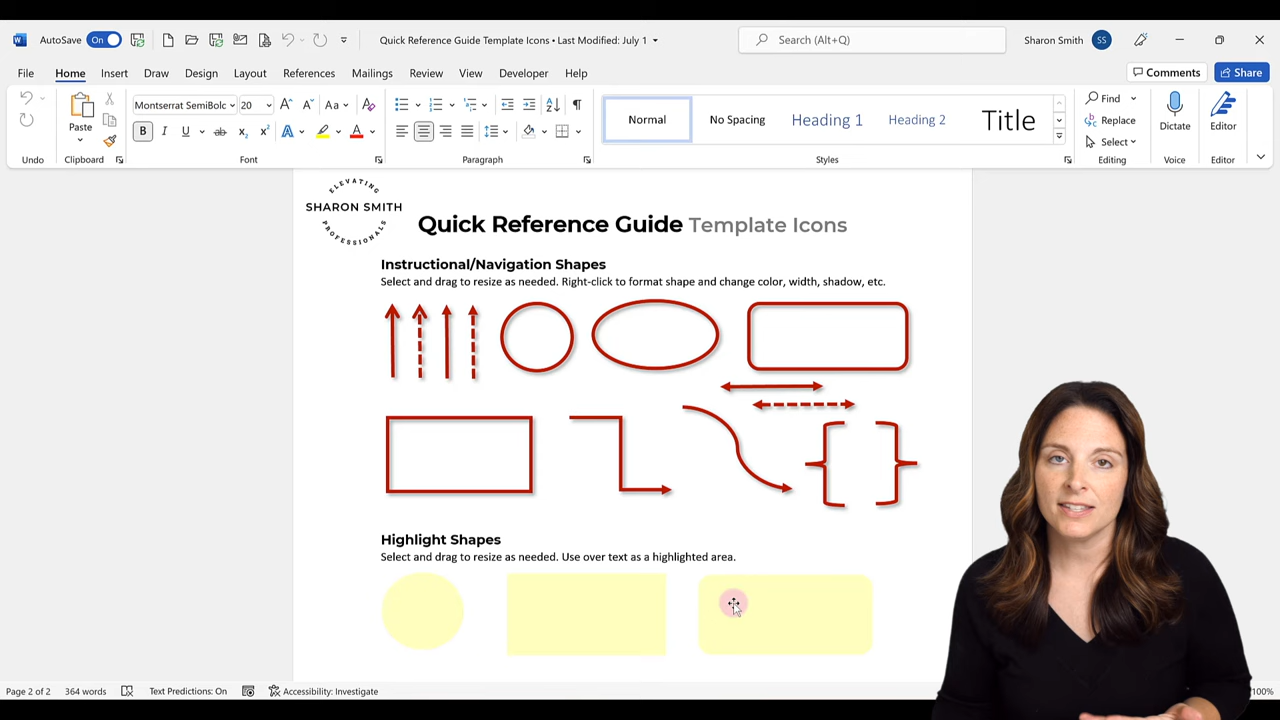 AutoSave On Quick Reference Guide Template Icons • Last Modified: July 1 Search (Alt+Q) Sharon Smith SS
File Home Insert Draw Design Layout References Mailings Review View Developer Help Comments Share
Montserrat SemiBolc 20 Aa
Paste
B I U ab x₂ x² A A
Normal No Spacing Heading 1 Heading 2 Title
Find
Replace
Select
Dictate Editor
Undo Clipboard Font Paragraph Styles Editing Voice Editor
ELEVATING
SHARON SMITH
PROFESSIONALS
Quick Reference Guide Template Icons
Instructional/Navigation Shapes
Select and drag to resize as needed. Right-click to format shape and change color, width, shadow, etc.
Highlight Shapes
Select and drag to resize as needed. Use over text as a highlighted area.
Page 2 of 2 364 words Text Predictions: On Accessibility: Investigate 100%